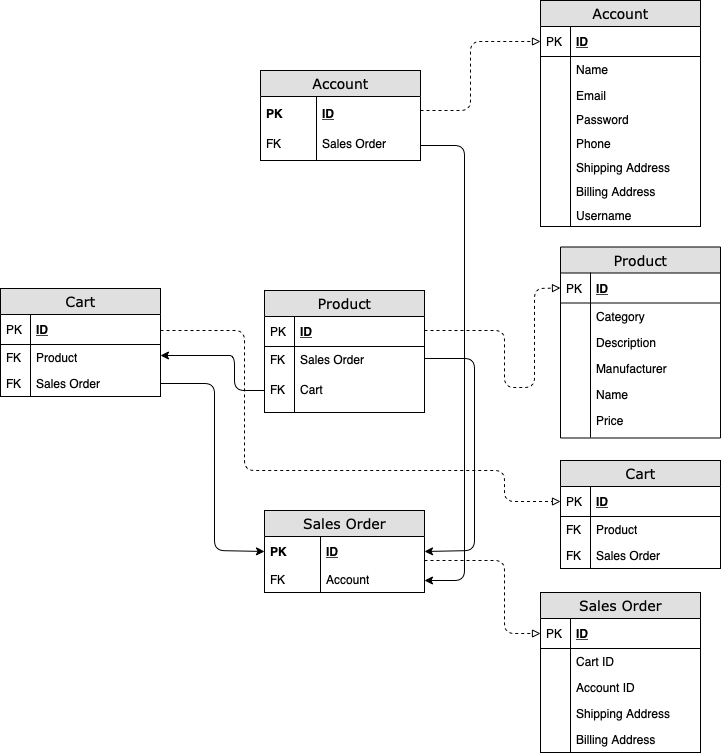 Account
PK ID
Name
Email
Password
Phone
Shipping Address
Billing Address
Username
Account
PK ID
FK Sales Order
Product
PK ID
Category
Description
Manufacturer
Name
Price
Cart
PK ID
FK Product
FK Sales Order
Product
PK ID
FK Sales Order
FK Cart
Cart
PK ID
FK Product
FK Sales Order
Sales Order
PK ID
FK Account
Sales Order
PK ID
Cart ID
Account ID
Shipping Address
Billing Address